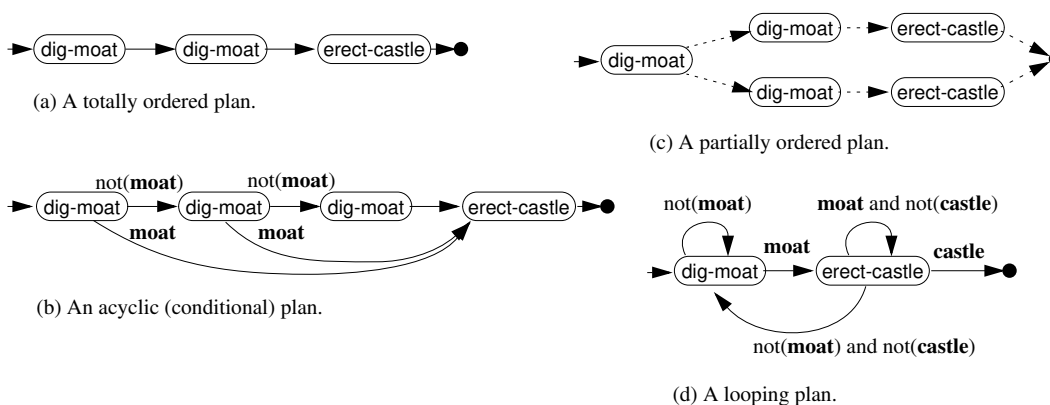 dig-moat dig-moat erect-castle
(a) A totally ordered plan.
not(moat) not(moat)
dig-moat dig-moat dig-moat erect-castle
moat moat
(b) An acyclic (conditional) plan.
dig-moat erect-castle
dig-moat
dig-moat erect-castle
(c) A partially ordered plan.
not(moat) moat and not(castle)
moat castle
dig-moat erect-castle
not(moat) and not(castle)
(d) A looping plan.